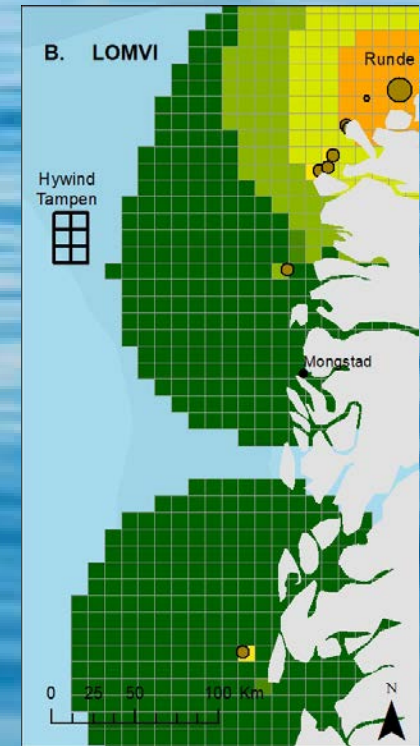 B. LOMVI
Runde
Hywind
Tampen
Mongstad
0 25 50 100 Km
N